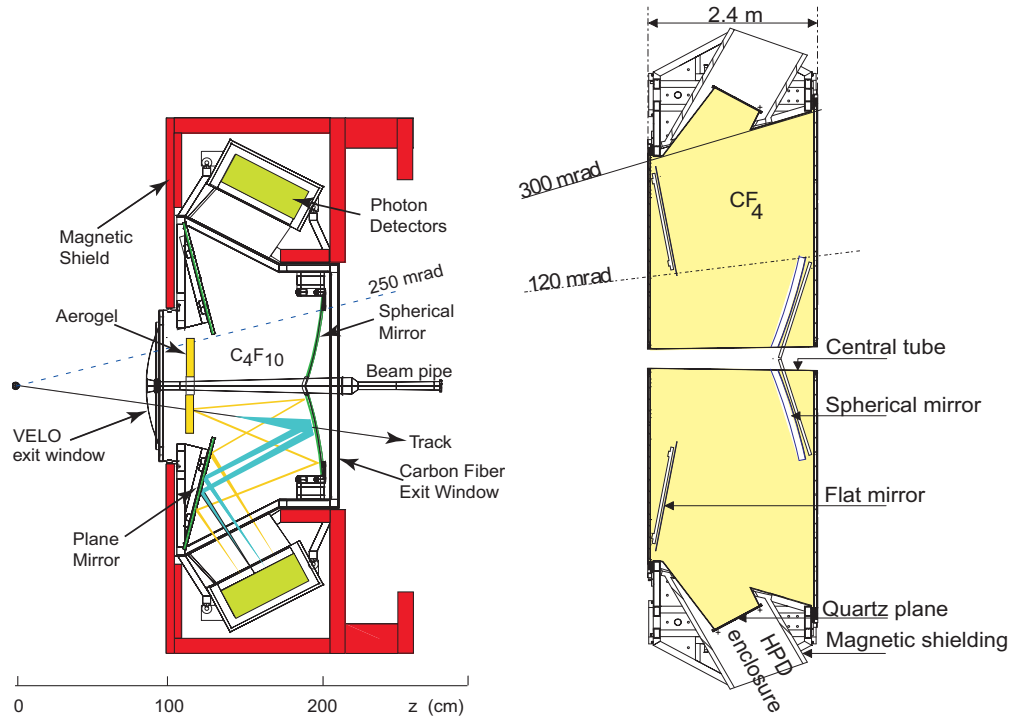 Magnetic
Shield
Aerogel
VELO
exit window
Plane
Mirror
C4F10
Photon
Detectors
250 mrad
Spherical
Mirror
Beam pipe
Track
Carbon Fiber
Exit Window
0
100
200
z (cm)
2.4 m
300 mrad
CF4
120 mrad
Central tube
Spherical mirror
Flat mirror
Quartz plane
Magnetic shielding
HPD
enclosure